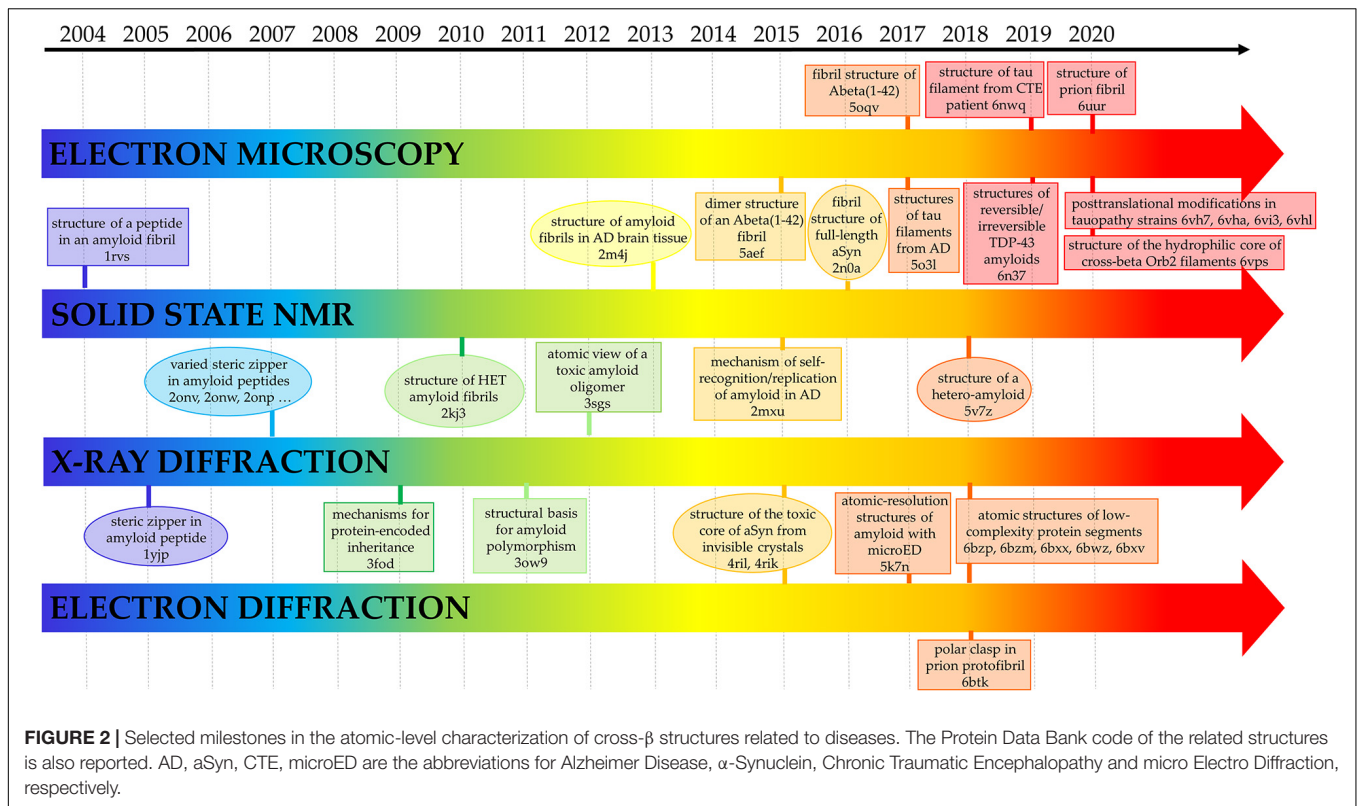 2004 2005 2006 2007 2008 2009 2010 2011 2012 2013 2014 2015 2016 2017 2018 2019 2020
fibril structure of
Abeta(1-42)
5oqv
structure of tau
filament from CTE
patient 6nwq
structure of
prion fibril
6uur
ELECTRON MICROSCOPY
structure of a peptide
in an amyloid fibril
1rvs
structure of amyloid
fibrils in AD brain tissue
2m4j
dimer structure
of an Abeta(1-42)
fibril
5aef
fibril
structure of
full-length
aSyn
2n0a
structures
of tau
filaments
from AD
5o3l
structures of
reversible/
irreversible
TDP-43
amyloids
6n37
posttranslational modifications in
tauopathy strains 6vh7, 6vha, 6vi3, 6vhl
structure of the hydrophilic core of
cross-beta Orb2 filaments 6vps
SOLID STATE NMR
varied steric zipper
in amyloid peptides
2onv, 2onw, 2onp ...
structure of HET
amyloid fibrils
2kj3
atomic view of a
toxic amyloid
oligomer
3sgs
mechanism of self-
recognition/replication
of amyloid in AD
2mxu
structure of a
hetero-amyloid
5v7z
X-RAY DIFFRACTION
steric zipper in
amyloid peptide
1yjp
mechanisms for
protein-encoded
inheritance
3fod
structural basis
for amyloid
polymorphism
3ow9
structure of the toxic
core of aSyn from
invisible crystals
4ril, 4rik
atomic-resolution
structures of
amyloid with
microED
5k7n
atomic structures of low-
complexity protein segments
6bzp, 6bzm, 6bxx, 6bwz, 6bxv
ELECTRON DIFFRACTION
polar clasp in
prion protofibril
6btk
FIGURE 2 | Selected milestones in the atomic-level characterization of cross-β structures related to diseases. The Protein Data Bank code of the related structures
is also reported. AD, aSyn, CTE, microED are the abbreviations for Alzheimer Disease, α-Synuclein, Chronic Traumatic Encephalopathy and micro Electro Diffraction,
respectively.